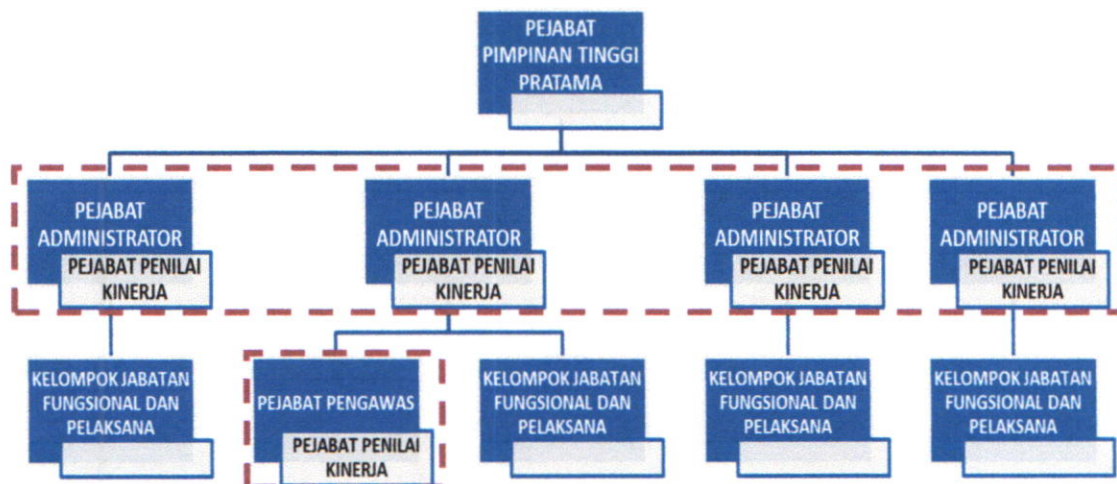 PEJABAT
PIMPINAN TINGGI
PRATAMA
PEJABAT
ADMINISTRATOR
PEJABAT PENILAI
KINERJA
PEJABAT
ADMINISTRATOR
PEJABAT PENILAI
KINERJA
PEJABAT
ADMINISTRATOR
PEJABAT PENILAI
KINERJA
PEJABAT
ADMINISTRATOR
PEJABAT PENILAI
KINERJA
KELOMPOK JABATAN
FUNGSIONAL DAN
PELAKSANA
PEJABAT PENGAWAS
PEJABAT PENILAI
KINERJA
KELOMPOK JABATAN
FUNGSIONAL DAN
PELAKSANA
KELOMPOK JABATAN
FUNGSIONAL DAN
PELAKSANA
KELOMPOK JABATAN
FUNGSIONAL DAN
PELAKSANA